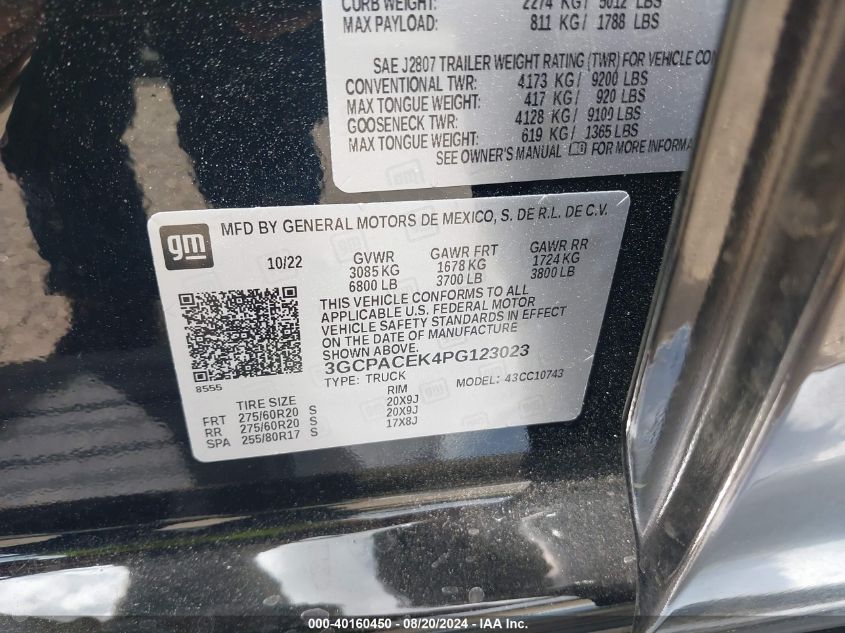 CURB WEIGHT: 2274 KG/ 5012 LBS
MAX PAYLOAD: 811 KG/ 1788 LBS
SAE J2807 TRAILER WEIGHT RATING (TWR) FOR VEHICLE CON
CONVENTIONAL TWR: 4173 KG/ 9200 LBS
MAX TONGUE WEIGHT: 417 KG/ 920 LBS
GOOSENECK TWR: 4128 KG/ 9100 LBS
MAX TONGUE WEIGHT: 619 KG/ 1365 LBS
SEE OWNER'S MANUAL FOR MORE INFORMA
gm MFD BY GENERAL MOTORS DE MEXICO, S. DE R.L. DE C.V.
10/22 GVWR GAWR FRT GAWR RR
3085 KG 1678 KG 1724 KG
6800 LB 3700 LB 3800 LB
THIS VEHICLE CONFORMS TO ALL
APPLICABLE U.S. FEDERAL MOTOR
VEHICLE SAFETY STANDARDS IN EFFECT
ON THE DATE OF MANUFACTURE
SHOWN ABOVE.
3GCPACEK4PG123023
8555 TYPE: TRUCK MODEL: 43CC10743
TIRE SIZE RIM
FRT 275/60R20 S 20X9J
RR 275/60R20 S 20X9J
SPA 255/80R17 S 17X8J
000-40160450 - 08/20/2024 - COPYRIGHT © IAA, Inc.